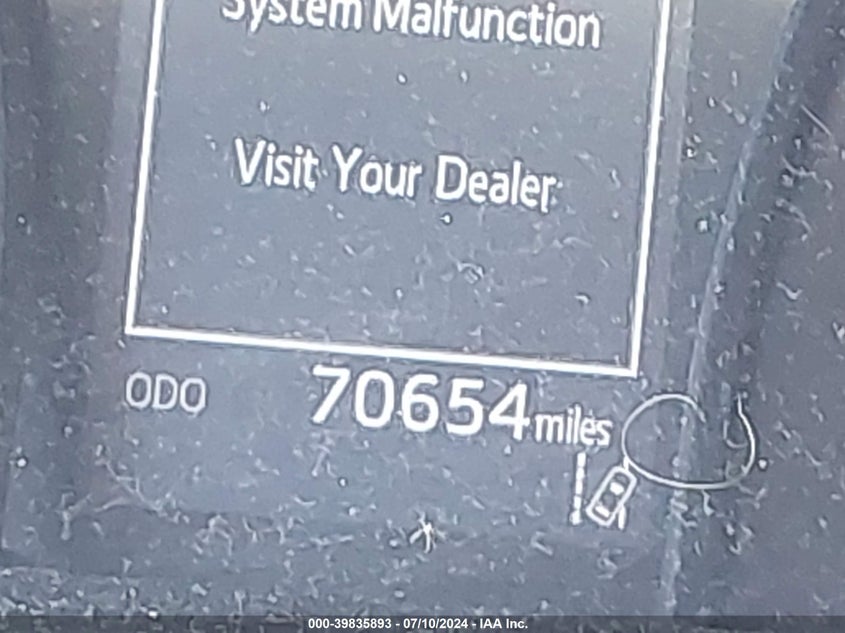 System Malfunction
Visit Your Dealer
ODO 70654 miles
000-39835893 - 07/10/2024 - IAA Inc.